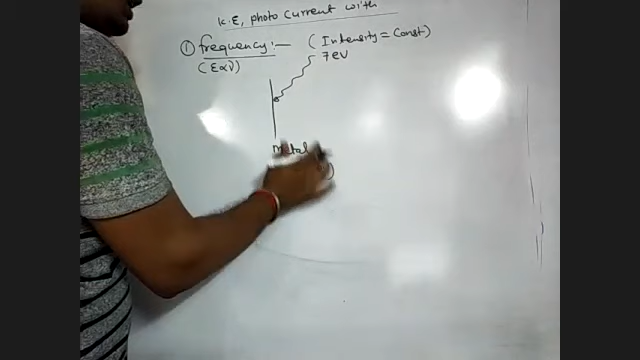 K.E, photo current with
① frequency:— ( Intensity = Const)
(E∝ν) 7eV
metal